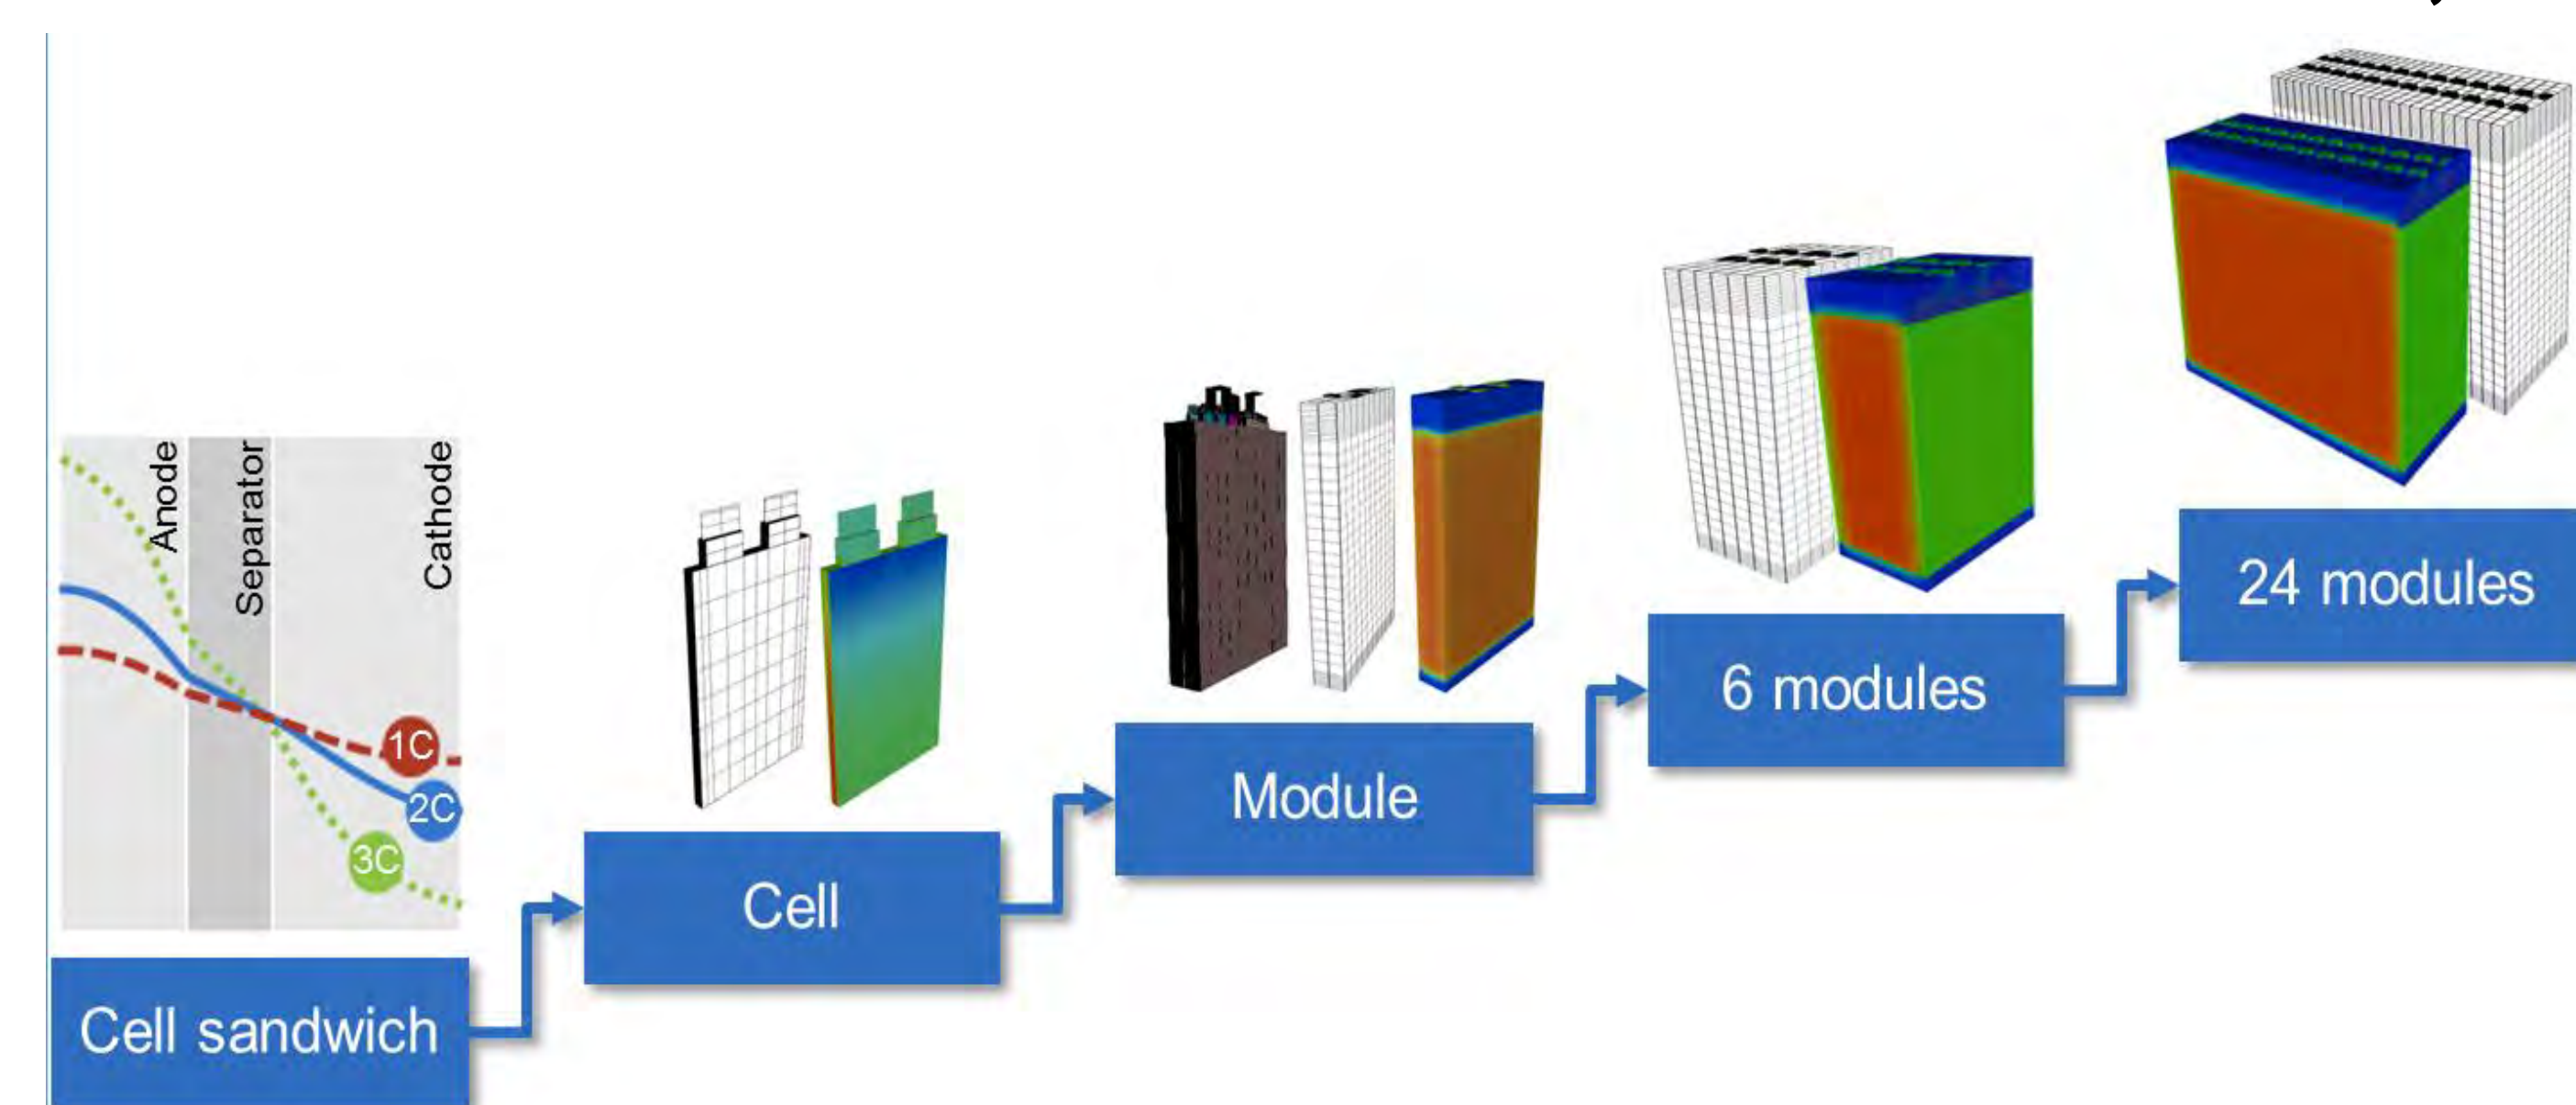 Anode
Separator
Cathode
1C
2C
3C
Cell sandwich
Cell
Module
6 modules
24 modules